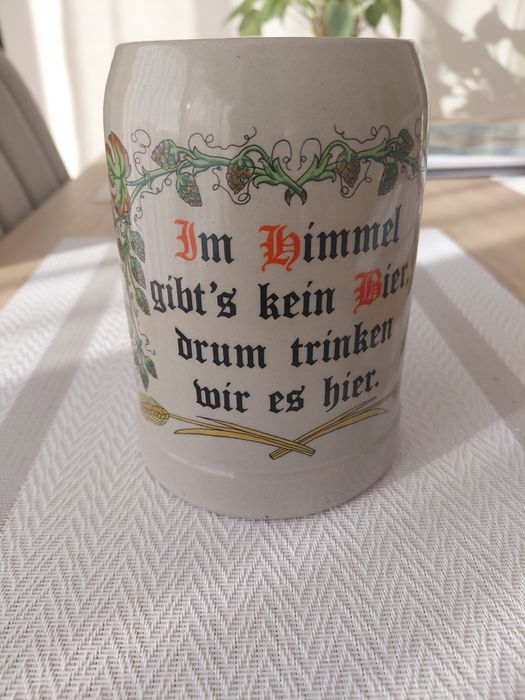 Im Himmel
gibt's kein Bier,
drum trinken
wir es hier.